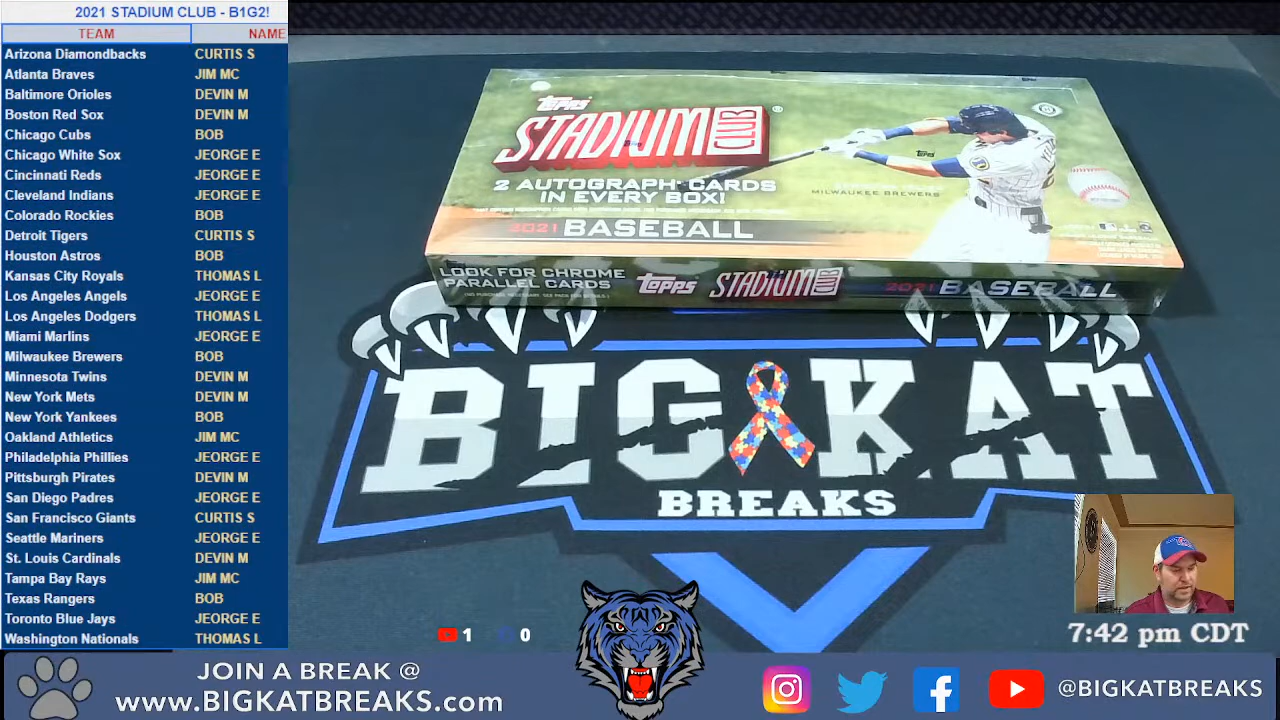 2021 STADIUM CLUB - B1G2!
TEAM NAME
Arizona Diamondbacks CURTIS S
Atlanta Braves JIM MC
Baltimore Orioles DEVIN M
Boston Red Sox DEVIN M
Chicago Cubs BOB
Chicago White Sox JEORGE E
Cincinnati Reds JEORGE E
Cleveland Indians JEORGE E
Colorado Rockies BOB
Detroit Tigers CURTIS S
Houston Astros BOB
Kansas City Royals THOMAS L
Los Angeles Angels JEORGE E
Los Angeles Dodgers THOMAS L
Miami Marlins JEORGE E
Milwaukee Brewers BOB
Minnesota Twins DEVIN M
New York Mets DEVIN M
New York Yankees BOB
Oakland Athletics JIM MC
Philadelphia Phillies JEORGE E
Pittsburgh Pirates DEVIN M
San Diego Padres JEORGE E
San Francisco Giants CURTIS S
Seattle Mariners JEORGE E
St. Louis Cardinals DEVIN M
Tampa Bay Rays JIM MC
Texas Rangers BOB
Toronto Blue Jays JEORGE E
Washington Nationals THOMAS L
Topps
STADIUM CLUB
2 AUTOGRAPH CARDS
IN EVERY BOX!
2021 BASEBALL
MILWAUKEE BREWERS
LOOK FOR CHROME
PARALLEL CARDS
Topps STADIUM CLUB 2021 BASEBALL
BIGKAT
BREAKS
1 0
7:42 pm CDT
JOIN A BREAK @
www.BIGKATBREAKS.com
@BIGKATBREAKS